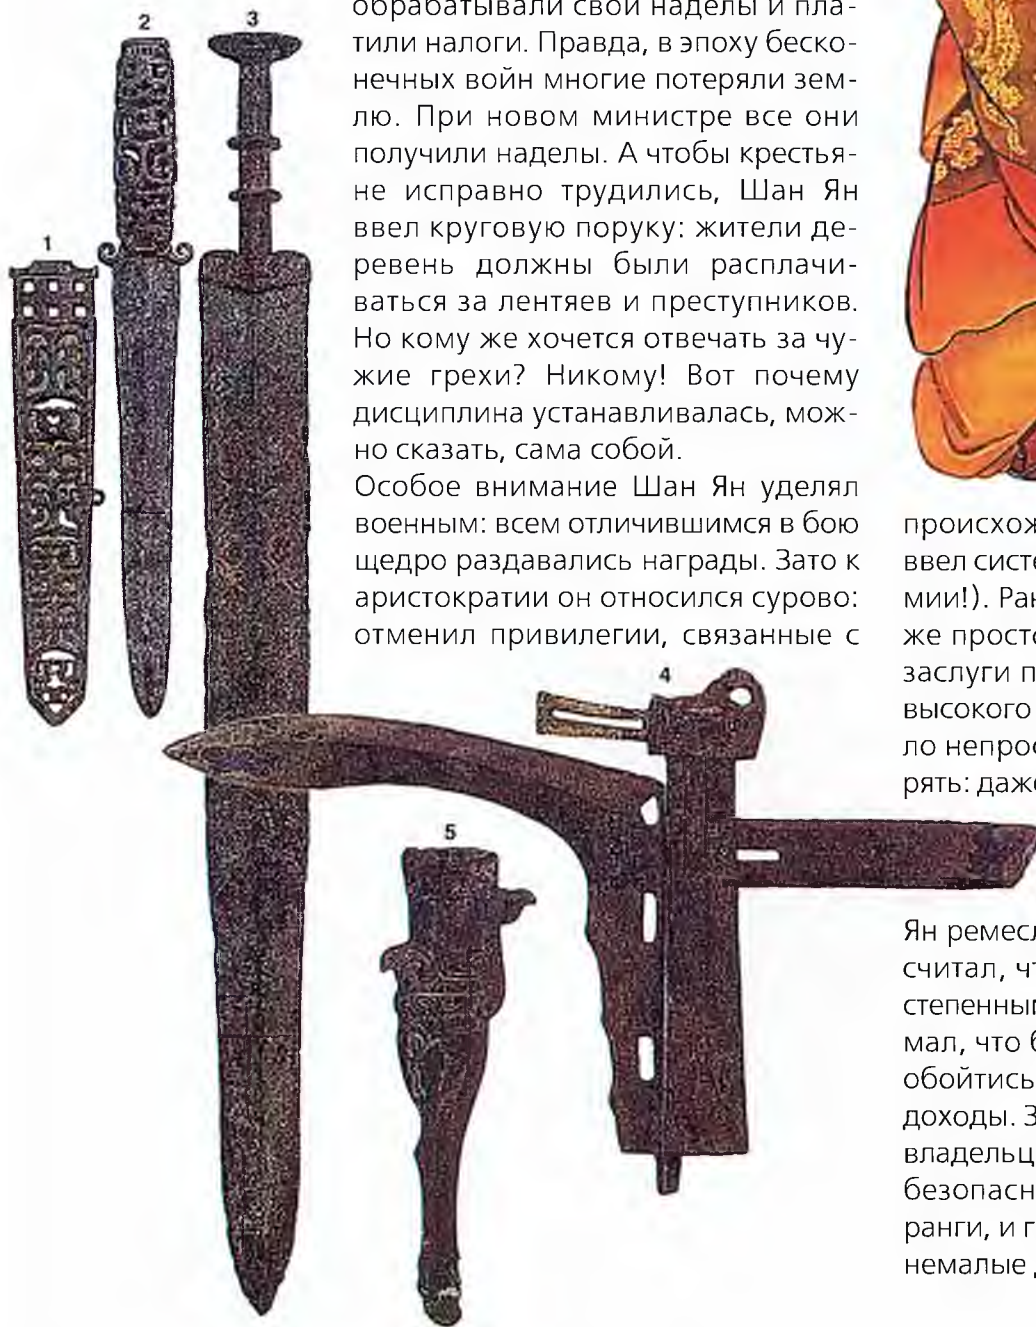 обрабатывали свои наделы и пла-
тили налоги. Правда, в эпоху беско-
нечных войн многие потеряли зем-
лю. При новом министре все они
получили наделы. А чтобы крестья-
не исправно трудились, Шан Ян
ввел круговую поруку: жители де-
ревень должны были расплачи-
ваться за лентяев и преступников.
Но кому же хочется отвечать за чу-
жие грехи? Никому! Вот почему
дисциплина устанавливалась, мож-
но сказать, сама собой.
Особое внимание Шан Ян уделял
военным: всем отличившимся в бою
щедро раздавались награды. Зато к
аристократии он относился сурово:
отменил привилегии, связанные с
1
2
3
4
5
происхож
ввел систе
мии!). Ран
же просто
заслуги п
высокого
ло непрос
рять: даже
Ян ремесл
считал, чт
степенным
мал, что б
обойтись
доходы. З
владельц
безопасн
ранги, и г
немалые